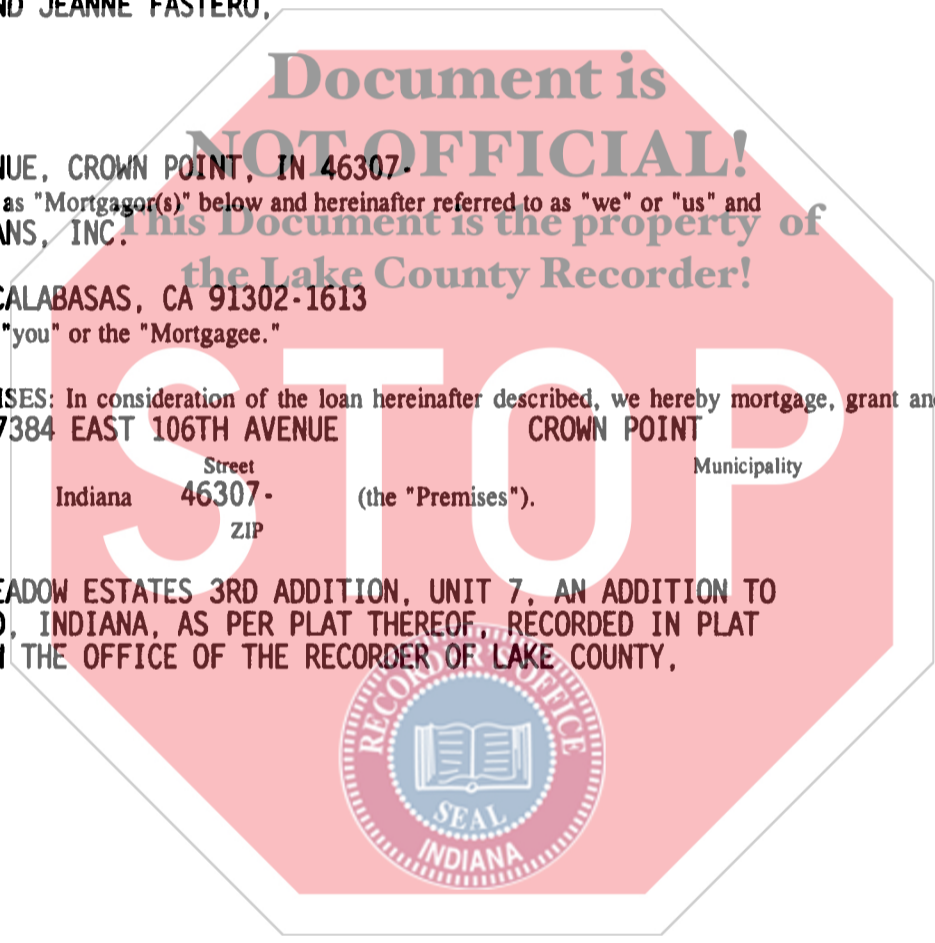 ND JEANNE FASTERO,
Document is
NOT OFFICIAL!
NUE, CROWN POINT, IN 46307-
as "Mortgagor(s)" below and hereinafter referred to as "we" or "us" and
This Document is the property of
ANS, INC.
the Lake County Recorder!
CALABASAS, CA 91302-1613
"you" or the "Mortgagee."
STOP
ISES: In consideration of the loan hereinafter described, we hereby mortgage, grant and
7384 EAST 106TH AVENUE CROWN POINT
Street Municipality
Indiana 46307- (the "Premises").
ZIP
EADOW ESTATES 3RD ADDITION, UNIT 7, AN ADDITION TO
, INDIANA, AS PER PLAT THEREOF, RECORDED IN PLAT
THE OFFICE OF THE RECORDER OF LAKE COUNTY,
RECORDER'S OFFICE
SEAL
INDIANA